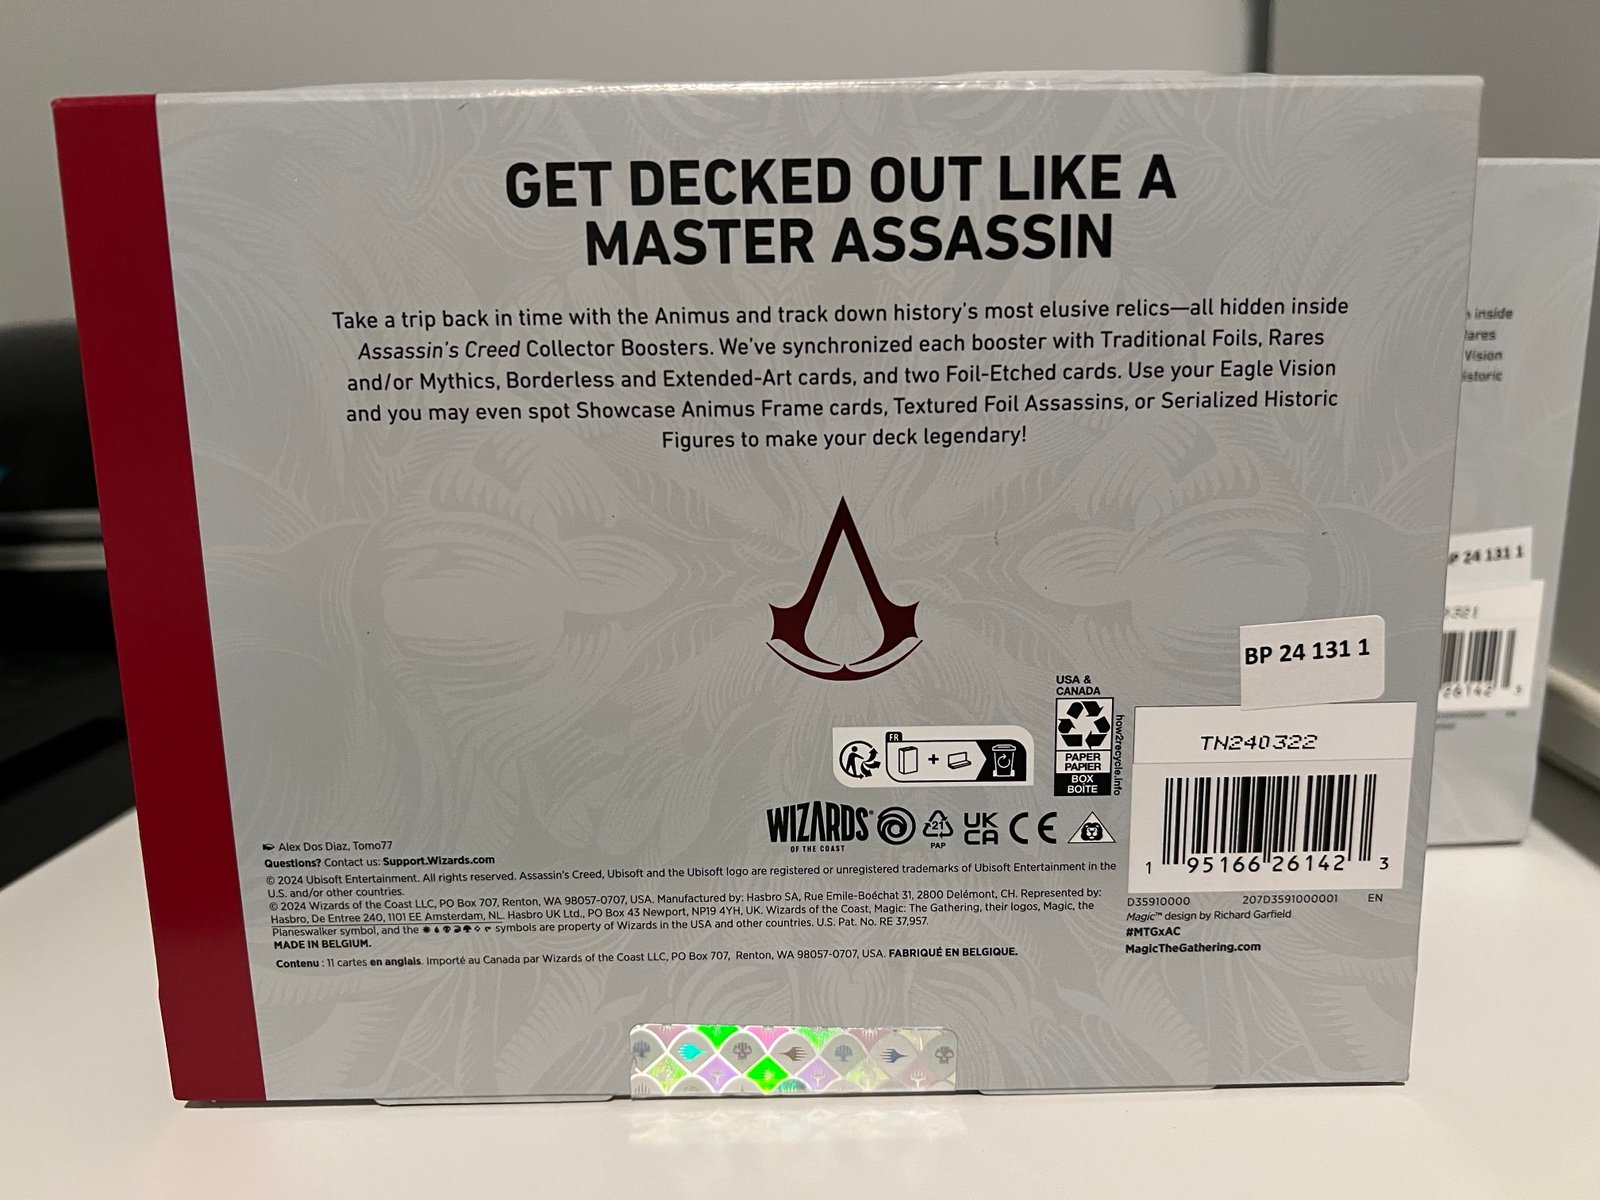 GET DECKED OUT LIKE A
MASTER ASSASSIN
Take a trip back in time with the Animus and track down history's most elusive relics—all hidden inside
Assassin's Creed Collector Boosters. We've synchronized each booster with Traditional Foils, Rares
and/or Mythics, Borderless and Extended-Art cards, and two Foil-Etched cards. Use your Eagle Vision
and you may even spot Showcase Animus Frame cards, Textured Foil Assassins, or Serialized Historic
Figures to make your deck legendary!
BP 24 131 1
USA &
CANADA
PAPER
PAPIER
BOX
BOITE
how2recycle.info
FR
+
TN240322
1 95166 26142 3
WIZARDS®
OF THE COAST
21
PAP
UK
CA
CE
Alex Dos Diaz, Tomo77
Questions? Contact us: Support.Wizards.com
© 2024 Ubisoft Entertainment. All rights reserved. Assassin's Creed, Ubisoft and the Ubisoft logo are registered or unregistered trademarks of Ubisoft Entertainment in the
U.S. and/or other countries.
© 2024 Wizards of the Coast LLC, PO Box 707, Renton, WA 98057-0707, USA. Manufactured by: Hasbro SA, Rue Emile-Boéchat 31, 2800 Delémont, CH. Represented by:
Hasbro, De Entree 240, 1101 EE Amsterdam, NL. Hasbro UK Ltd., PO Box 43 Newport, NP19 4YH, UK. Wizards of the Coast, Magic: The Gathering, their logos, Magic, the
Planeswalker symbol, and the symbols are property of Wizards in the USA and other countries. U.S. Pat. No. RE 37,957.
MADE IN BELGIUM.
Contenu : 11 cartes en anglais. Importé au Canada par Wizards of the Coast LLC, PO Box 707, Renton, WA 98057-0707, USA. FABRIQUÉ EN BELGIQUE.
D35910000 207D3591000001 EN
Magic™ design by Richard Garfield
#MTGxAC
MagicTheGathering.com
inside
Rares
Vision
istoric
P 24 131 1
321
26142 3